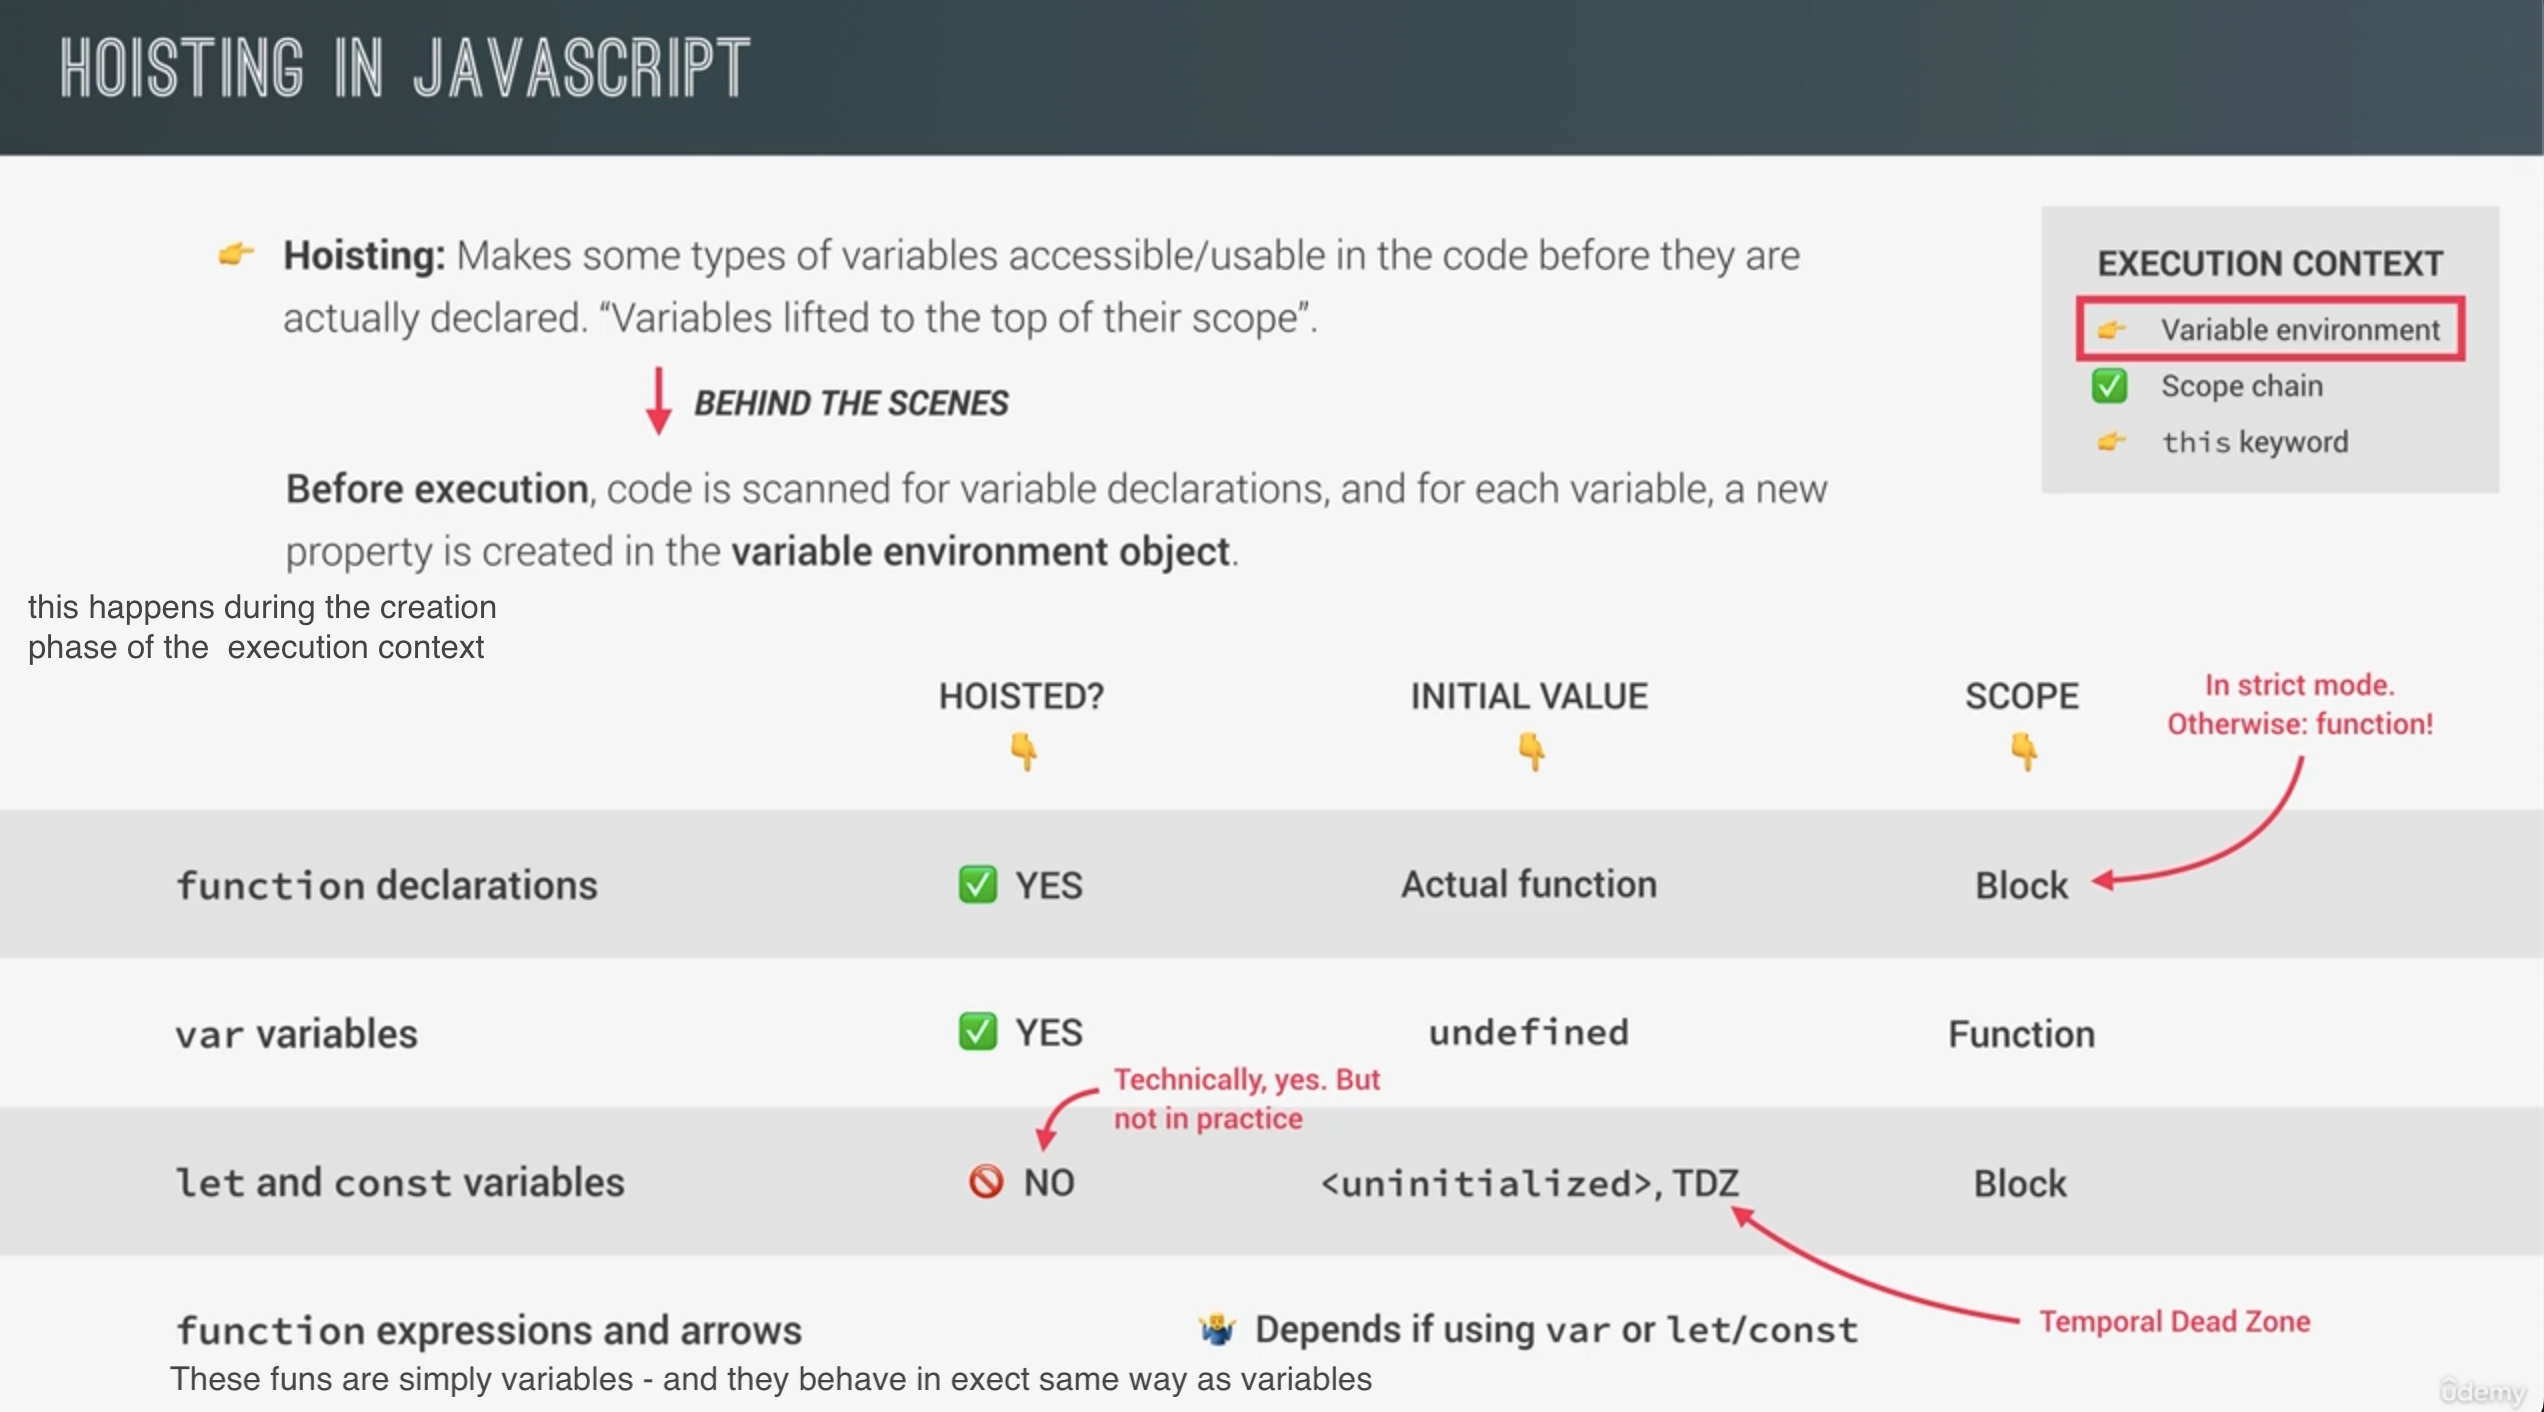 HOISTING IN JAVASCRIPT
Hoisting: Makes some types of variables accessible/usable in the code before they are
actually declared. “Variables lifted to the top of their scope”.
BEHIND THE SCENES
Before execution, code is scanned for variable declarations, and for each variable, a new
property is created in the variable environment object.
this happens during the creation
phase of the  execution context
EXECUTION CONTEXT
Variable environment
Scope chain
this keyword
HOISTED?
INITIAL VALUE
SCOPE
In strict mode.
Otherwise: function!
function declarations
YES
Actual function
Block
var variables
YES
undefined
Function
Technically, yes. But
not in practice
let and const variables
NO
<uninitialized>, TDZ
Block
function expressions and arrows
Depends if using var or let/const
Temporal Dead Zone
These funs are simply variables - and they behave in exect same way as variables
ûdemy